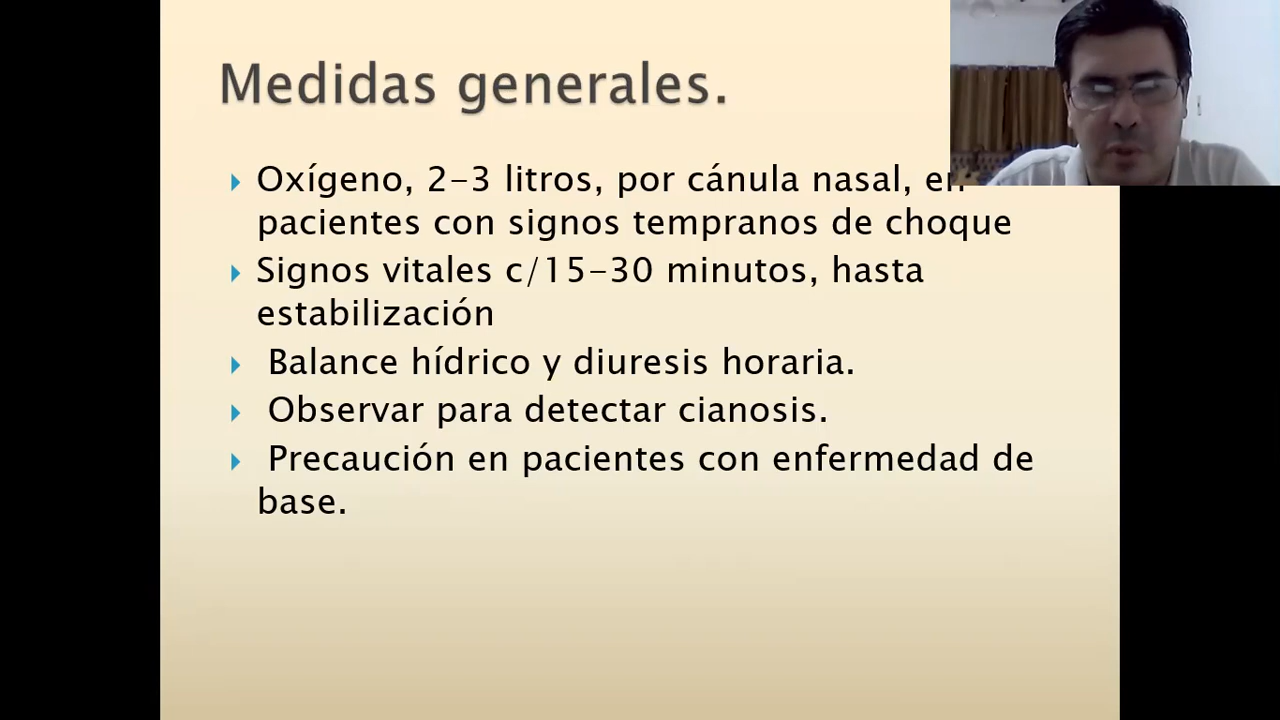 Medidas generales.
Oxígeno, 2-3 litros, por cánula nasal, en
pacientes con signos tempranos de choque
Signos vitales c/15-30 minutos, hasta
estabilización
Balance hídrico y diuresis horaria.
Observar para detectar cianosis.
Precaución en pacientes con enfermedad de
base.